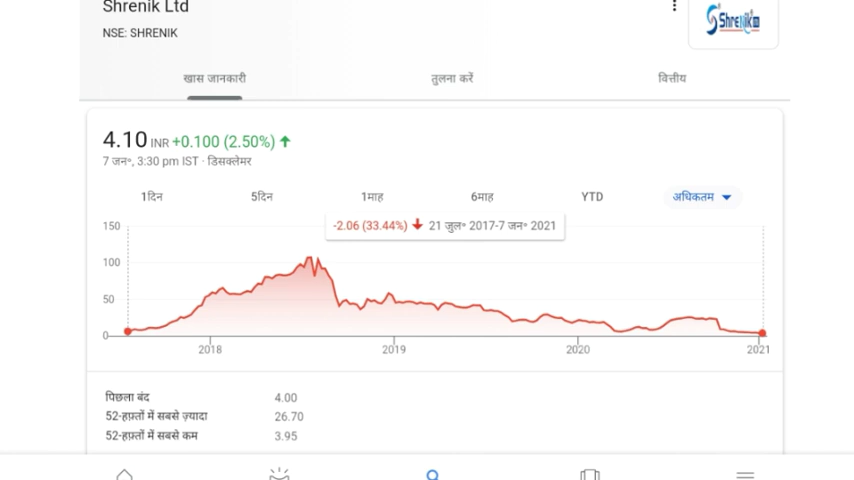 Shrenik Ltd
NSE: SHRENIK
Shrenik
खास जानकारी तुलना करें वित्तीय
4.10 INR +0.100 (2.50%)
7 जन॰, 3:30 pm IST · डिसक्लेमर
1दिन 5दिन 1माह 6माह YTD अधिकतम
-2.06 (33.44%) 21 जुल॰ 2017-7 जन॰ 2021
150
100
50
0
2018 2019 2020 2021
पिछला बंद 4.00
52-हफ़्तों में सबसे ज़्यादा 26.70
52-हफ़्तों में सबसे कम 3.95